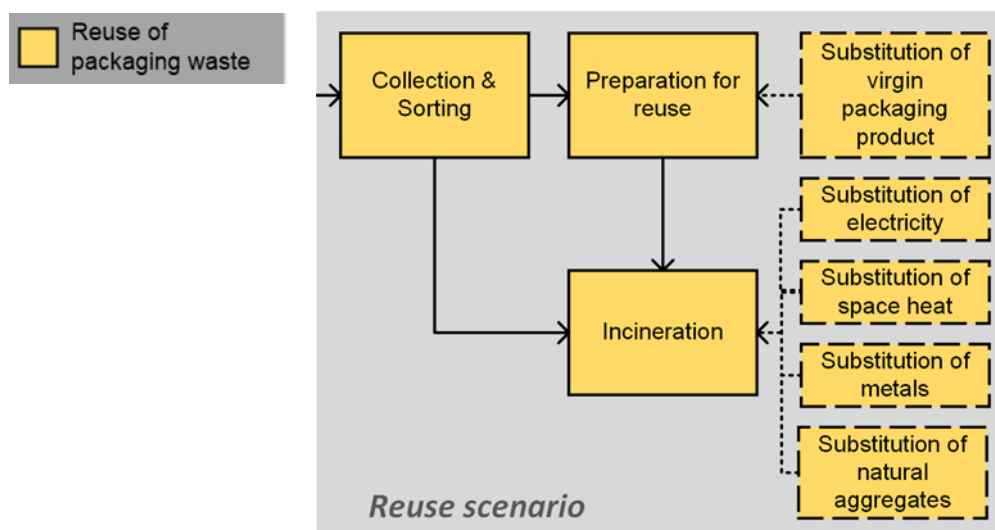 Reuse of
packaging waste
Collection &
Sorting
Preparation for
reuse
Substitution of
virgin
packaging
product
Substitution of
electricity
Substitution of
space heat
Incineration
Substitution of
metals
Substitution of
natural
aggregates
Reuse scenario